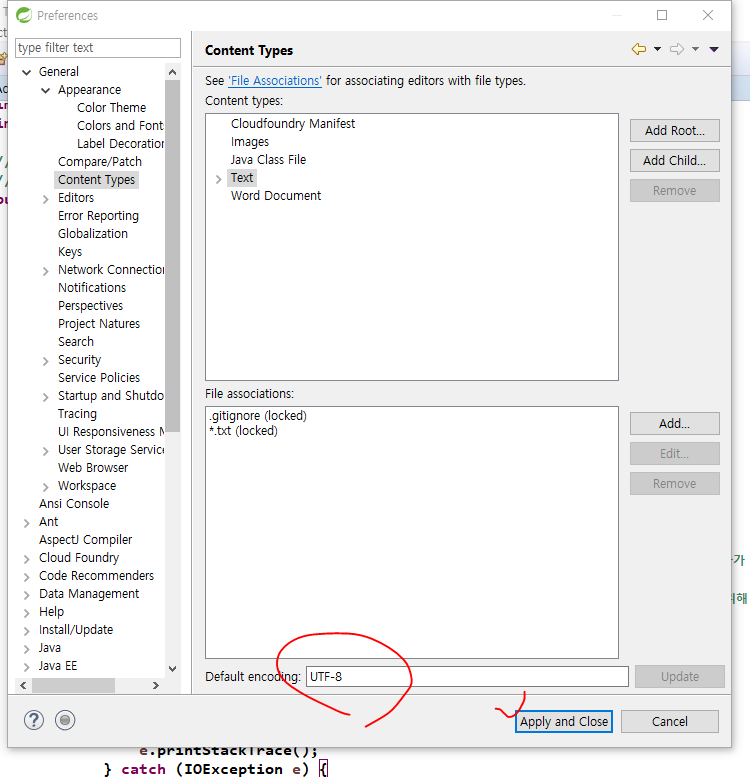 Preferences
type filter text
General
Appearance
Color Theme
Colors and Font
Label Decoration
Compare/Patch
Content Types
Editors
Error Reporting
Globalization
Keys
Network Connection
Notifications
Perspectives
Project Natures
Search
Security
Service Policies
Startup and Shutdo
Tracing
UI Responsiveness M
User Storage Service
Web Browser
Workspace
Ansi Console
Ant
AspectJ Compiler
Cloud Foundry
Code Recommenders
Data Management
Help
Install/Update
Java
Java EE
Content Types
See 'File Associations' for associating editors with file types.
Content types:
Cloudfoundry Manifest
Images
Java Class File
Text
Word Document
Add Root...
Add Child...
Remove
File associations:
.gitignore (locked)
*.txt (locked)
Add...
Edit...
Remove
Default encoding: UTF-8
Update
Apply and Close
Cancel
e.printStackTrace();
} catch (IOException e) {